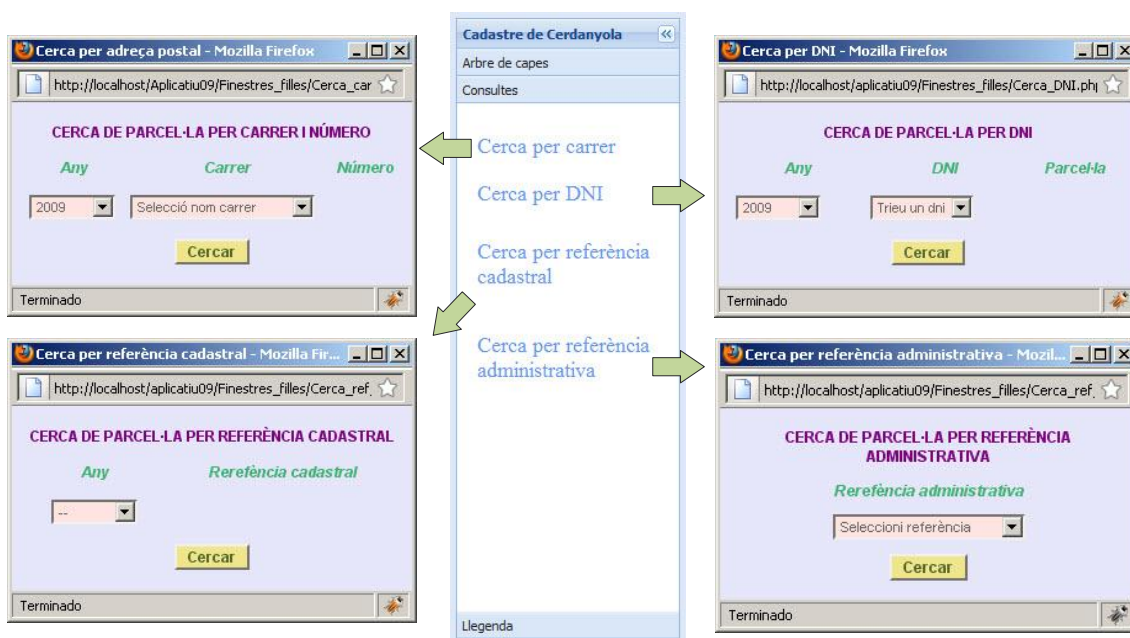 Cerca per adreça postal - Mozilla Firefox
http://localhost/Aplicatiu09/Finestres_filles/Cerca_car
CERCA DE PARCEL·LA PER CARRER I NÚMERO
Any Carrer Número
2009 Selecció nom carrer
Cercar
Terminado
Cerca per referència cadastral - Mozilla Fir...
http://localhost/aplicatiu09/Finestres_filles/Cerca_ref.
CERCA DE PARCEL·LA PER REFERÈNCIA CADASTRAL
Any Rerefència cadastral
--
Cercar
Terminado
Cadastre de Cerdanyola
Arbre de capes
Consultes
Cerca per carrer
Cerca per DNI
Cerca per referència
cadastral
Cerca per referència
administrativa
Llegenda
Cerca per DNI - Mozilla Firefox
http://localhost/Aplicatiu09/Finestres_filles/Cerca_DNI.php
CERCA DE PARCEL·LA PER DNI
Any DNI Parcel·la
2009 Trieu un dni
Cercar
Terminado
Cerca per referència administrativa - Mozil...
http://localhost/aplicatiu09/Finestres_filles/Cerca_ref.
CERCA DE PARCEL·LA PER REFERÈNCIA
ADMINISTRATIVA
Rerefència administrativa
Seleccioni referència
Cercar
Terminado